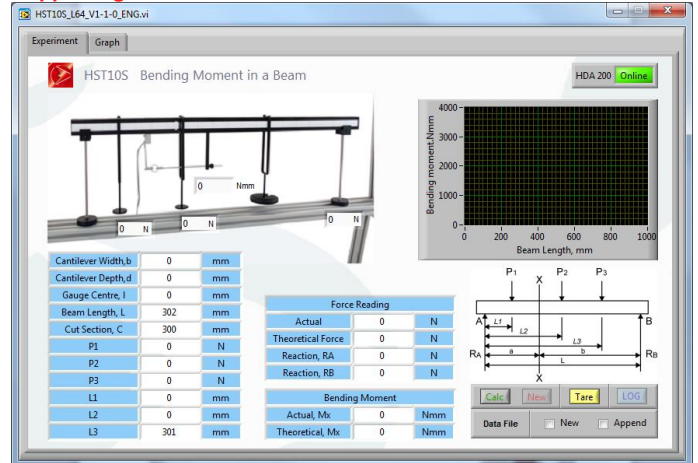 HST10S_L64_V1-1-0_ENG.vi
Experiment Graph
HST10S Bending Moment in a Beam
HDA 200 Online
0 Nmm
0 N
0 N
0 N
Bending moment,Nmm
4000
3000
2000
1000
0
0 200 400 600 800 1000
Beam Length, mm
Cantilever Width,b 0 mm
Cantilever Depth,d 0 mm
Gauge Centre, l 0 mm
Beam Length, L 302 mm
Cut Section, C 300 mm
P1 0 N
P2 0 N
P3 0 N
L1 0 mm
L2 0 mm
L3 301 mm
Force Reading
Actual 0 N
Theoretical Force 0 N
Reaction, RA 0 N
Reaction, RB 0 N
Bending Moment
Actual, Mx 0 Nmm
Theoretical, Mx 0 Nmm
P1 X P2 P3
A L1 B
L2
L3
RA a b RB
L
X
Calc New Tare LOG
Data File New Append